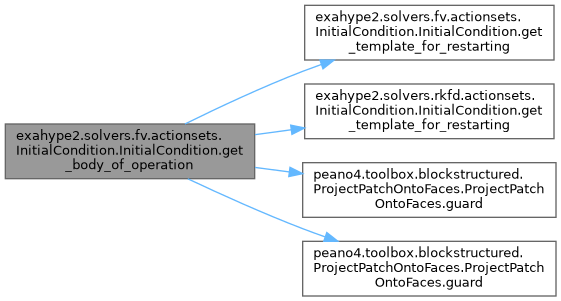 exahype2.solvers.fv.actionsets.
InitialCondition.InitialCondition.get
_body_of_operation
exahype2.solvers.fv.actionsets.
InitialCondition.InitialCondition.get
_template_for_restarting
exahype2.solvers.rkfd.actionsets.
InitialCondition.InitialCondition.get
_template_for_restarting
peano4.toolbox.blockstructured.
ProjectPatchOntoFaces.ProjectPatch
OntoFaces.guard
peano4.toolbox.blockstructured.
ProjectPatchOntoFaces.ProjectPatch
OntoFaces.guard